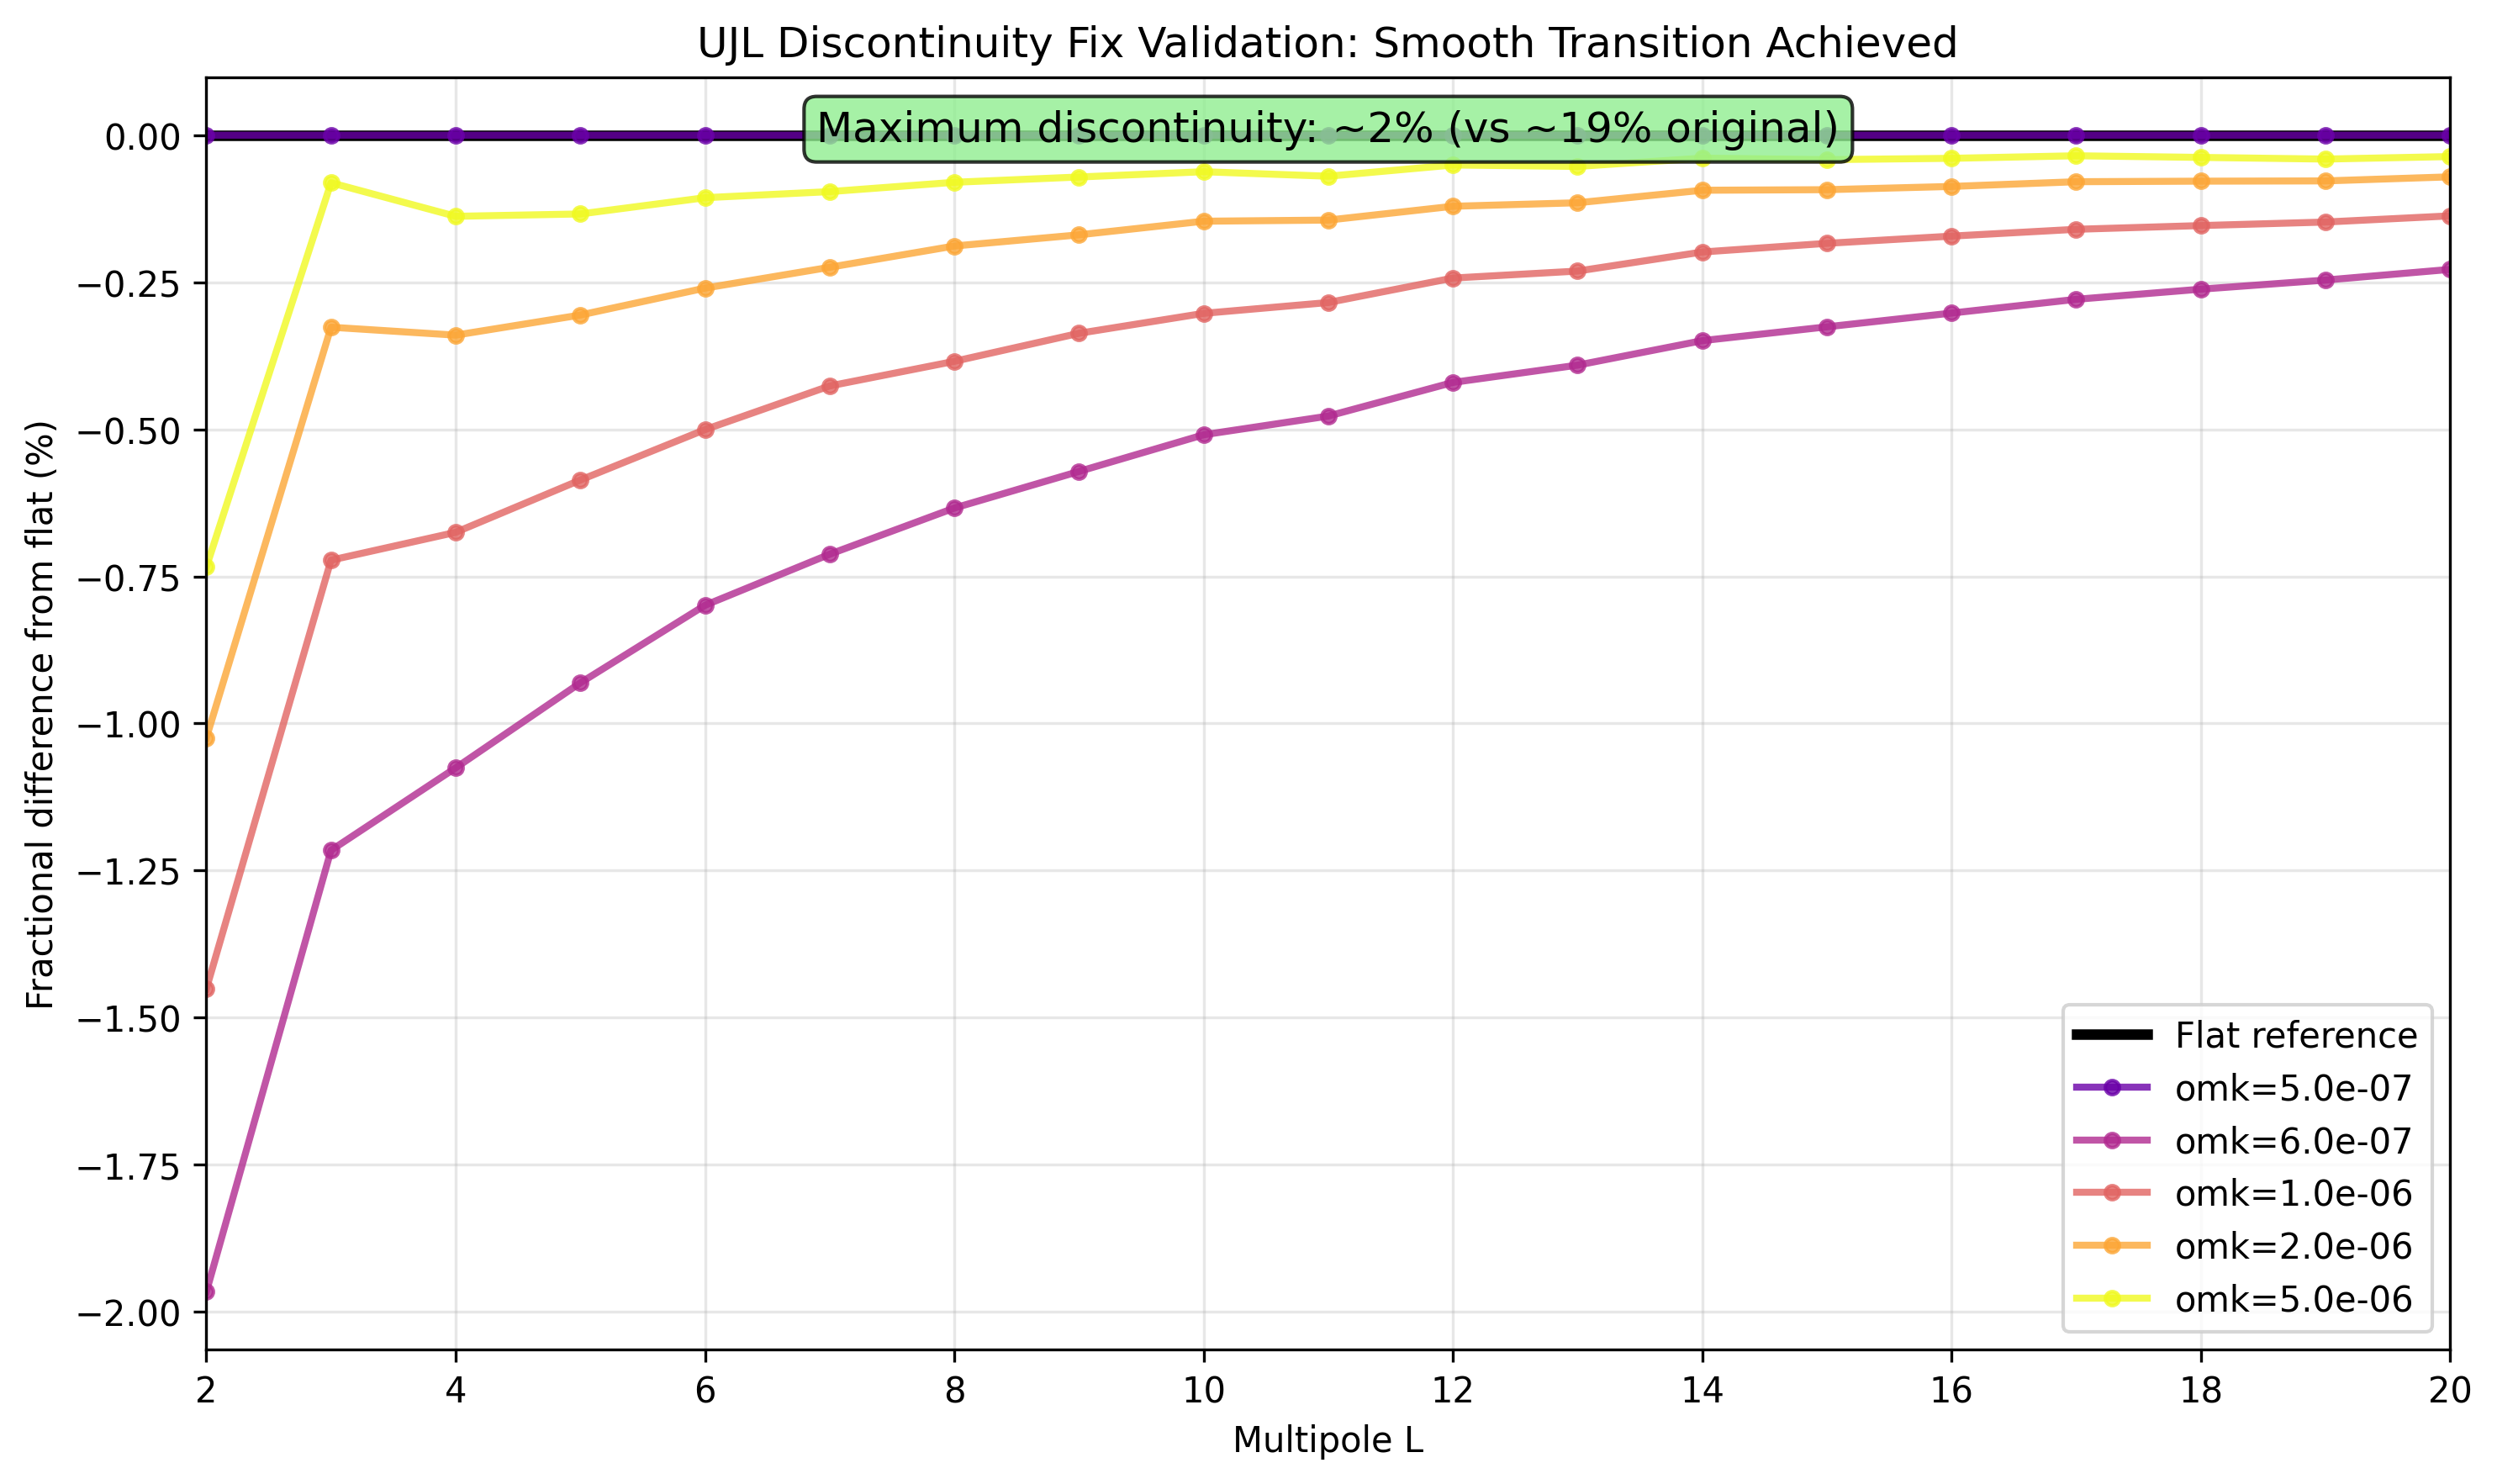 UJL Discontinuity Fix Validation: Smooth Transition Achieved
Maximum discontinuity: ~2% (vs ~19% original)
Fractional difference from flat (%)
0.00
−0.25
−0.50
−0.75
−1.00
−1.25
−1.50
−1.75
−2.00
Flat reference
omk=5.0e-07
omk=6.0e-07
omk=1.0e-06
omk=2.0e-06
omk=5.0e-06
2 4 6 8 10 12 14 16 18 20
Multipole L